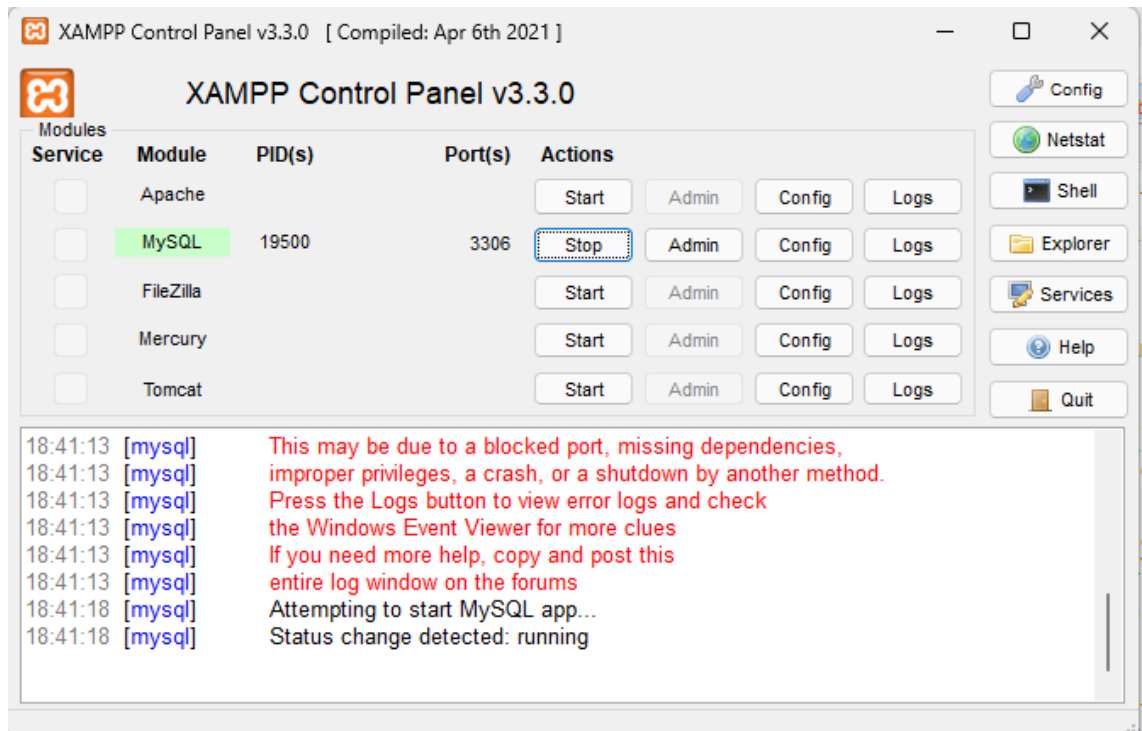 XAMPP Control Panel v3.3.0 [ Compiled: Apr 6th 2021 ]
XAMPP Control Panel v3.3.0
Config
Modules
Netstat
Service Module PID(s) Port(s) Actions
Apache Start Admin Config Logs
Shell
MySQL 19500 3306 Stop Admin Config Logs
Explorer
FileZilla Start Admin Config Logs
Services
Mercury Start Admin Config Logs
Help
Tomcat Start Admin Config Logs
Quit
18:41:13 [mysql] This may be due to a blocked port, missing dependencies,
18:41:13 [mysql] improper privileges, a crash, or a shutdown by another method.
18:41:13 [mysql] Press the Logs button to view error logs and check
18:41:13 [mysql] the Windows Event Viewer for more clues
18:41:13 [mysql] If you need more help, copy and post this
18:41:13 [mysql] entire log window on the forums
18:41:18 [mysql] Attempting to start MySQL app...
18:41:18 [mysql] Status change detected: running